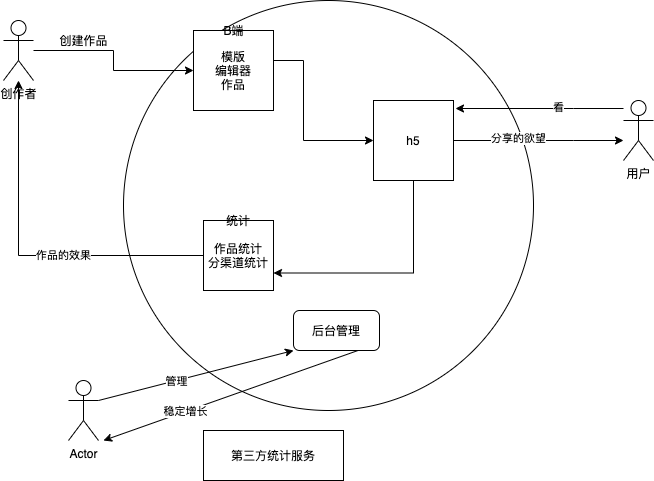 B端
创建作品
模版
编辑器
作品
创作者
看
h5
分享的欲望
用户
统计
作品统计
分渠道统计
作品的效果
后台管理
管理
稳定增长
Actor
第三方统计服务